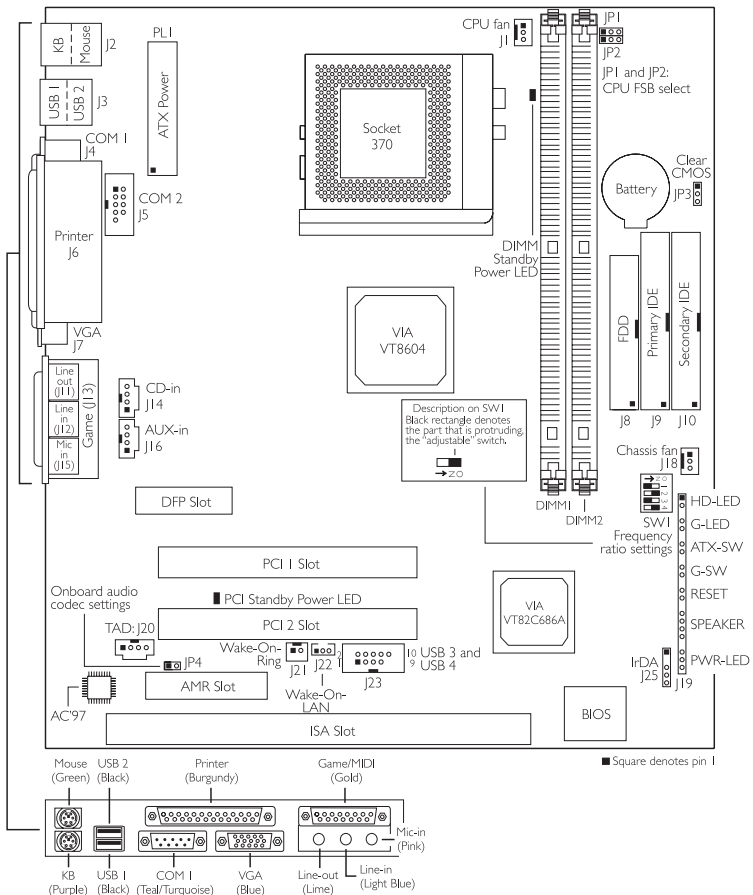 KB
Mouse
J2
USB 1
USB 2
J3
PL1
ATX Power
COM 1
J4
COM 2
J5
Printer
J6
VGA
J7
Line
out
(J11)
Line
in
(J12)
Mic
in
(J15)
Game (J13)
CD-in
J14
AUX-in
J16
CPU fan
J1
JP1
JP2
JP1 and JP2:
CPU FSB select
Socket
370
Clear
CMOS
JP3
Battery
DIMM
Standby
Power LED
VIA
VT8604
FDD
Primary IDE
Secondary IDE
J8
J9
J10
Description on SW1
Black rectangle denotes
the part that is protruding,
the "adjustable" switch.
ON
Chassis fan
J18
DIMM1
DIMM2
ON
1
2
3
4
SW1
Frequency
ratio settings
HD-LED
G-LED
ATX-SW
G-SW
RESET
SPEAKER
PWR-LED
J19
DFP Slot
PCI 1 Slot
PCI Standby Power LED
PCI 2 Slot
Onboard audio
codec settings
TAD: J20
JP4
AMR Slot
AC'97
Wake-On-
Ring
J21
J22
Wake-On-
LAN
2
1
10
9
USB 3 and
USB 4
J23
VIA
VT82C686A
IrDA
J25
BIOS
ISA Slot
Square denotes pin 1
Mouse
(Green)
USB 2
(Black)
Printer
(Burgundy)
Game/MIDI
(Gold)
Mic-in
(Pink)
KB
(Purple)
USB 1
(Black)
COM 1
(Teal/Turquoise)
VGA
(Blue)
Line-out
(Lime)
Line-in
(Light Blue)